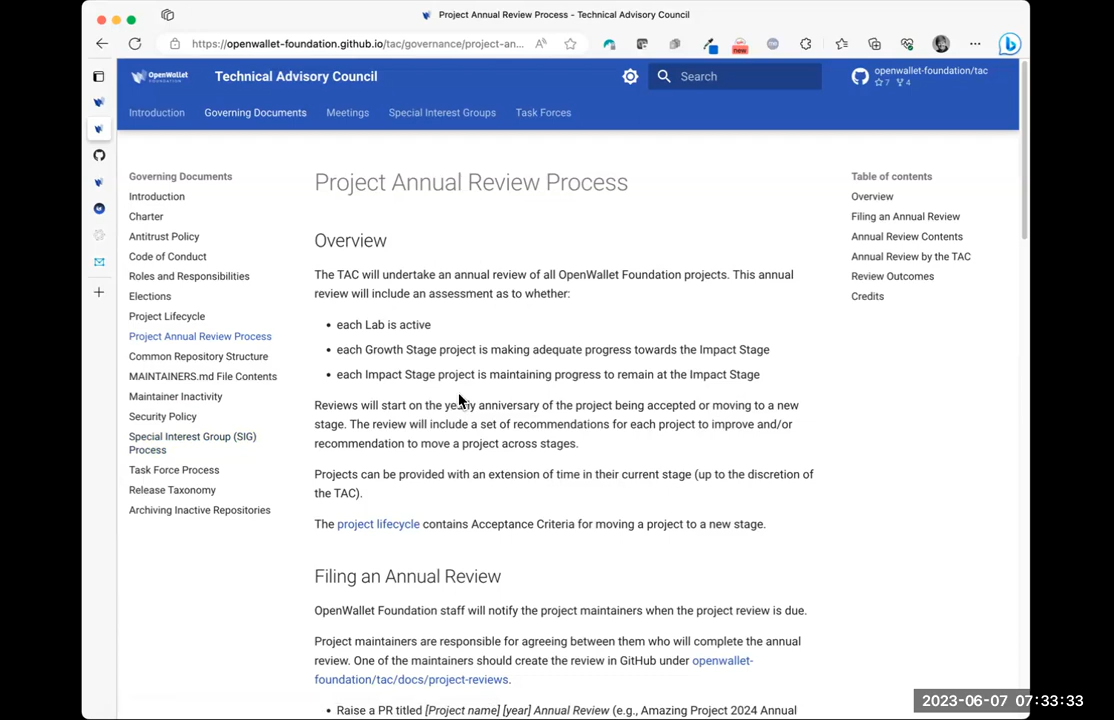 Project Annual Review Process - Technical Advisory Council
https://openwallet-foundation.github.io/tac/governance/project-an...
new
OpenWallet
FOUNDATION
Technical Advisory Council
Search
openwallet-foundation/tac
7 4
Introduction Governing Documents Meetings Special Interest Groups Task Forces
Governing Documents
Introduction
Charter
Antitrust Policy
Code of Conduct
Roles and Responsibilities
Elections
Project Lifecycle
Project Annual Review Process
Common Repository Structure
MAINTAINERS.md File Contents
Maintainer Inactivity
Security Policy
Special Interest Group (SIG)
Process
Task Force Process
Release Taxonomy
Archiving Inactive Repositories
Project Annual Review Process
Overview
The TAC will undertake an annual review of all OpenWallet Foundation projects. This annual
review will include an assessment as to whether:
• each Lab is active
• each Growth Stage project is making adequate progress towards the Impact Stage
• each Impact Stage project is maintaining progress to remain at the Impact Stage
Reviews will start on the yearly anniversary of the project being accepted or moving to a new
stage. The review will include a set of recommendations for each project to improve and/or
recommendation to move a project across stages.
Projects can be provided with an extension of time in their current stage (up to the discretion of
the TAC).
The project lifecycle contains Acceptance Criteria for moving a project to a new stage.
Filing an Annual Review
OpenWallet Foundation staff will notify the project maintainers when the project review is due.
Project maintainers are responsible for agreeing between them who will complete the annual
review. One of the maintainers should create the review in GitHub under openwallet-
foundation/tac/docs/project-reviews.
• Raise a PR titled [Project name] [year] Annual Review (e.g., Amazing Project 2024 Annual
Table of contents
Overview
Filing an Annual Review
Annual Review Contents
Annual Review by the TAC
Review Outcomes
Credits
2023-06-07 07:33:33